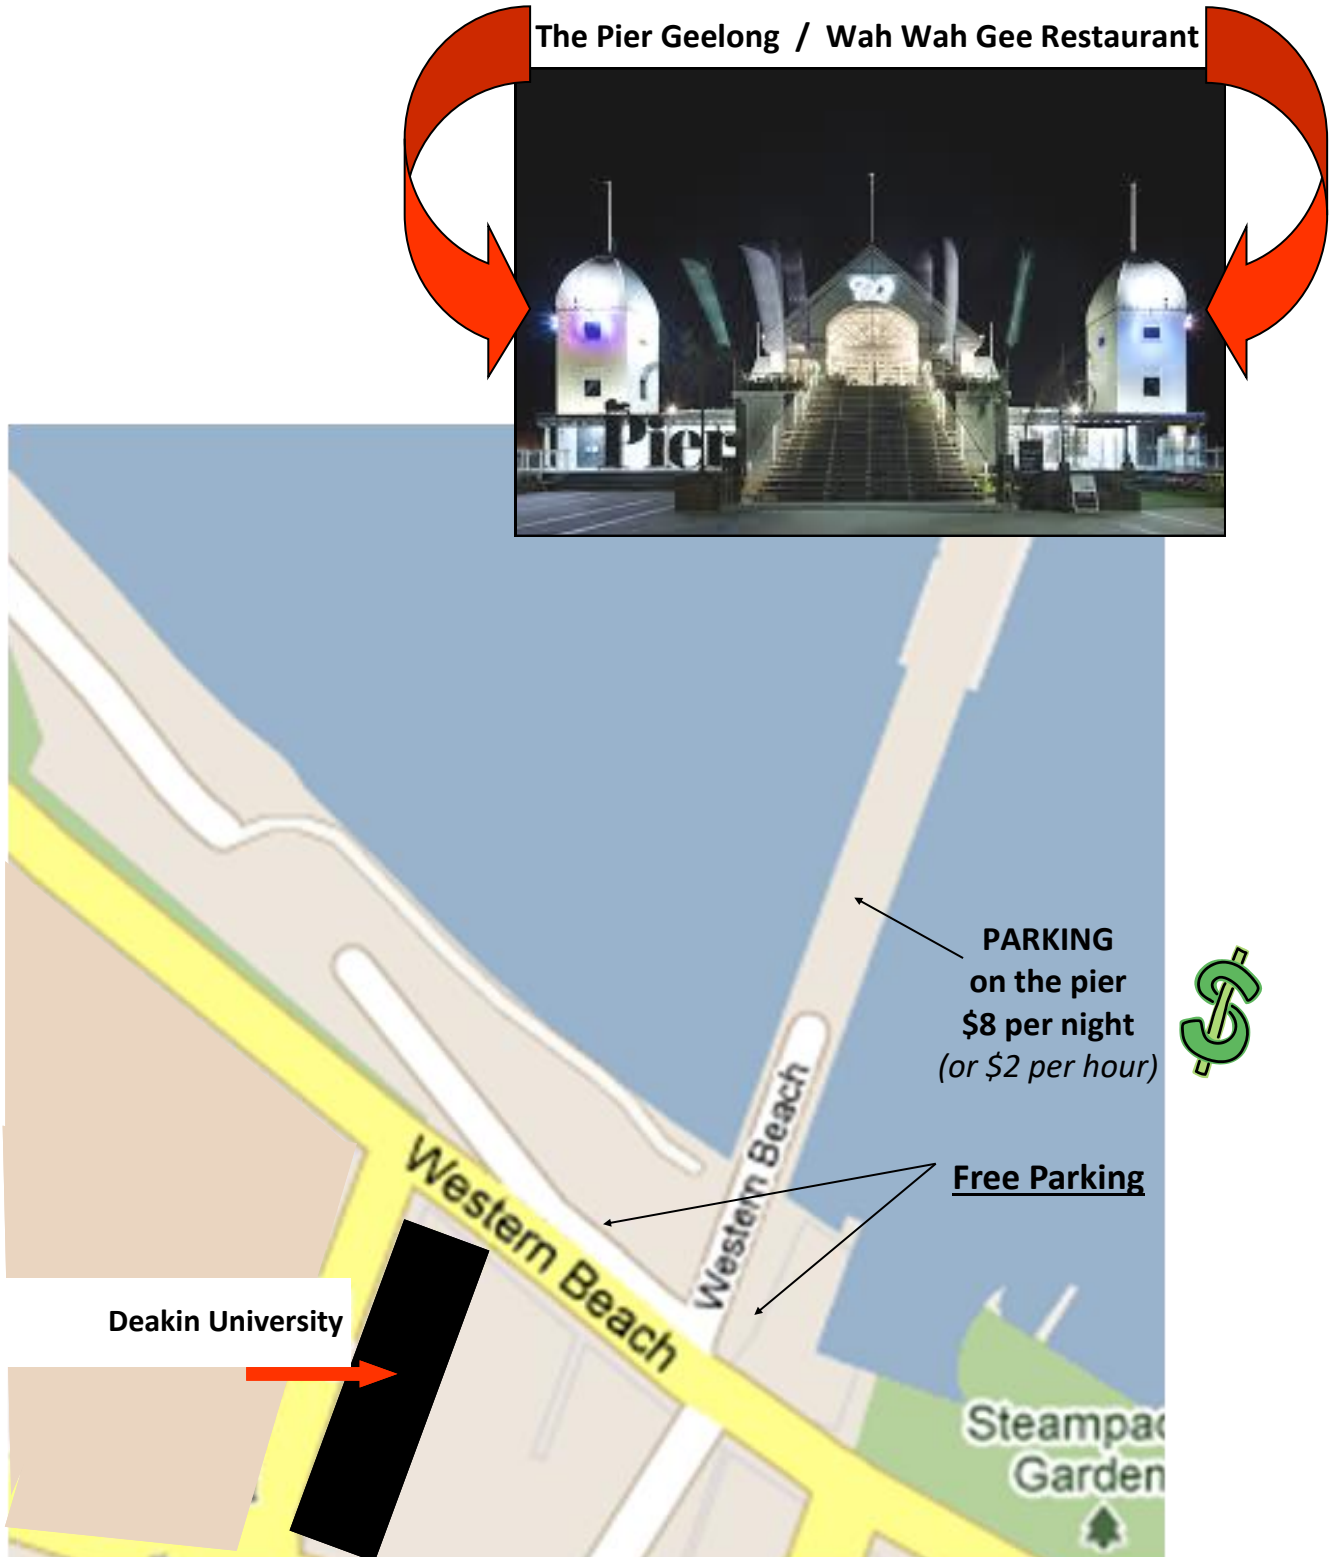 The Pier Geelong / Wah Wah Gee Restaurant
Pier
PARKING
on the pier
$8 per night
(or $2 per hour)
Free Parking
Western Beach
Western Beach
Deakin University
Garden